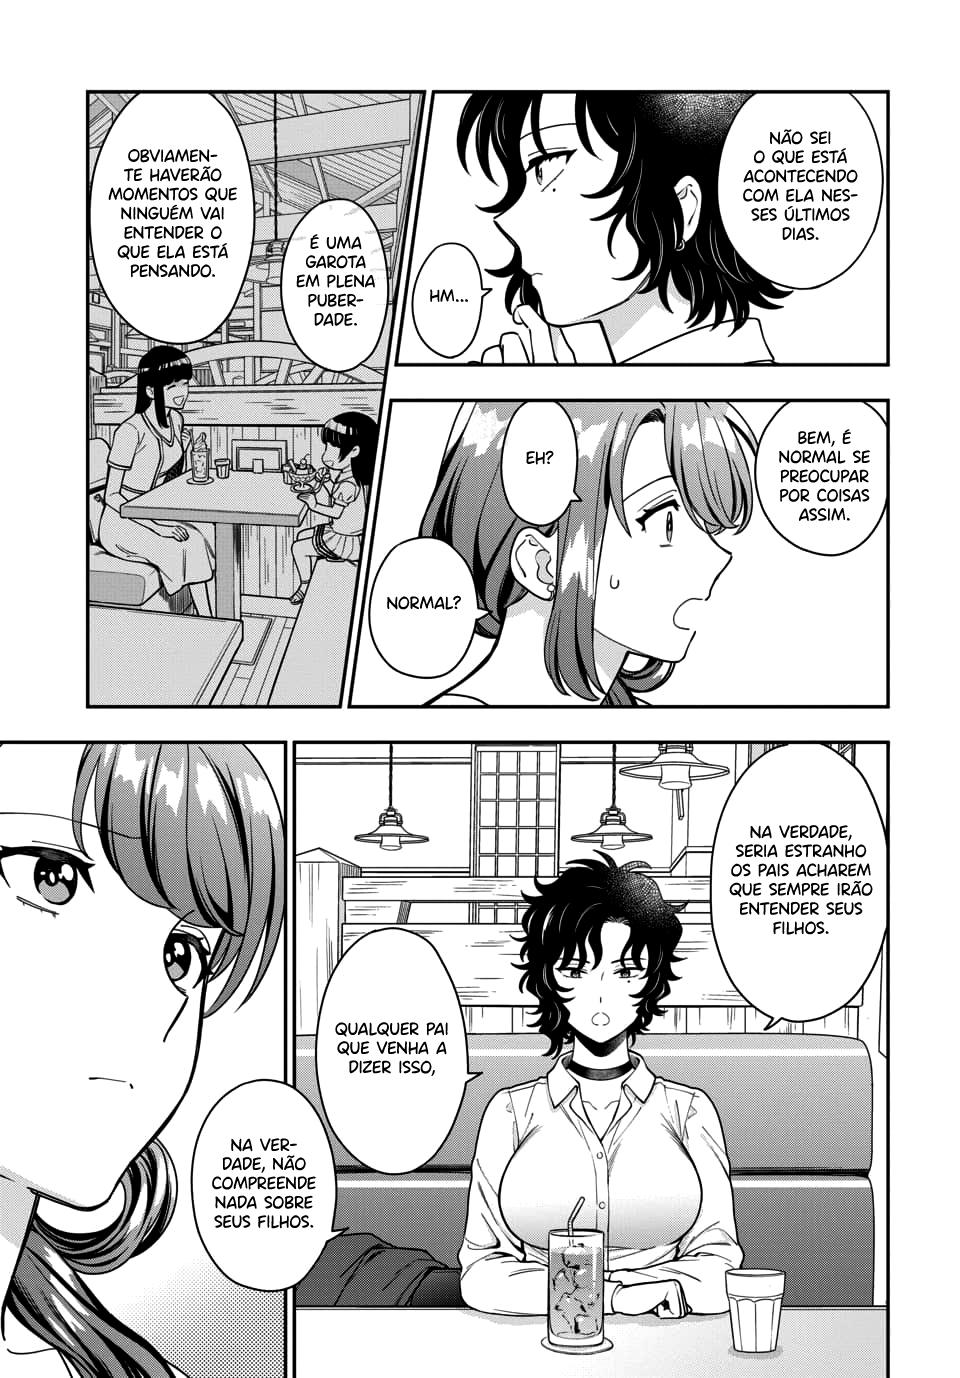 NÃO SEI
O QUE ESTÁ
ACONTECENDO
COM ELA NES-
SES ÚLTIMOS
DIAS.
HM...
É UMA
GAROTA
EM PLENA
PUBER-
DADE.
OBVIAMEN-
TE HAVERÃO
MOMENTOS QUE
NINGUÉM VAI
ENTENDER O
QUE ELA ESTÁ
PENSANDO.
BEM, É
NORMAL SE
PREOCUPAR
POR COISAS
ASSIM.
EH?
NORMAL?
NA VERDADE,
SERIA ESTRANHO
OS PAIS ACHAREM
QUE SEMPRE IRÃO
ENTENDER SEUS
FILHOS.
QUALQUER PAI
QUE VENHA A
DIZER ISSO,
NA VER-
DADE, NÃO
COMPREENDE
NADA SOBRE
SEUS FILHOS.